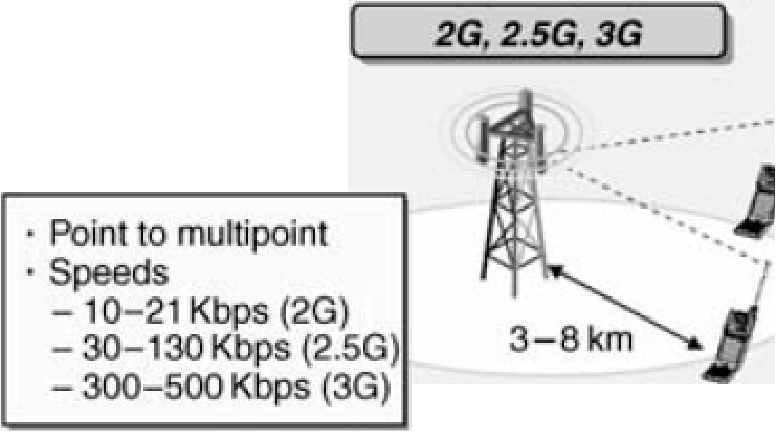 2G, 2.5G, 3G
· Point to multipoint
· Speeds
– 10–21 Kbps (2G)
– 30–130 Kbps (2.5G)
– 300–500 Kbps (3G)
3–8 km